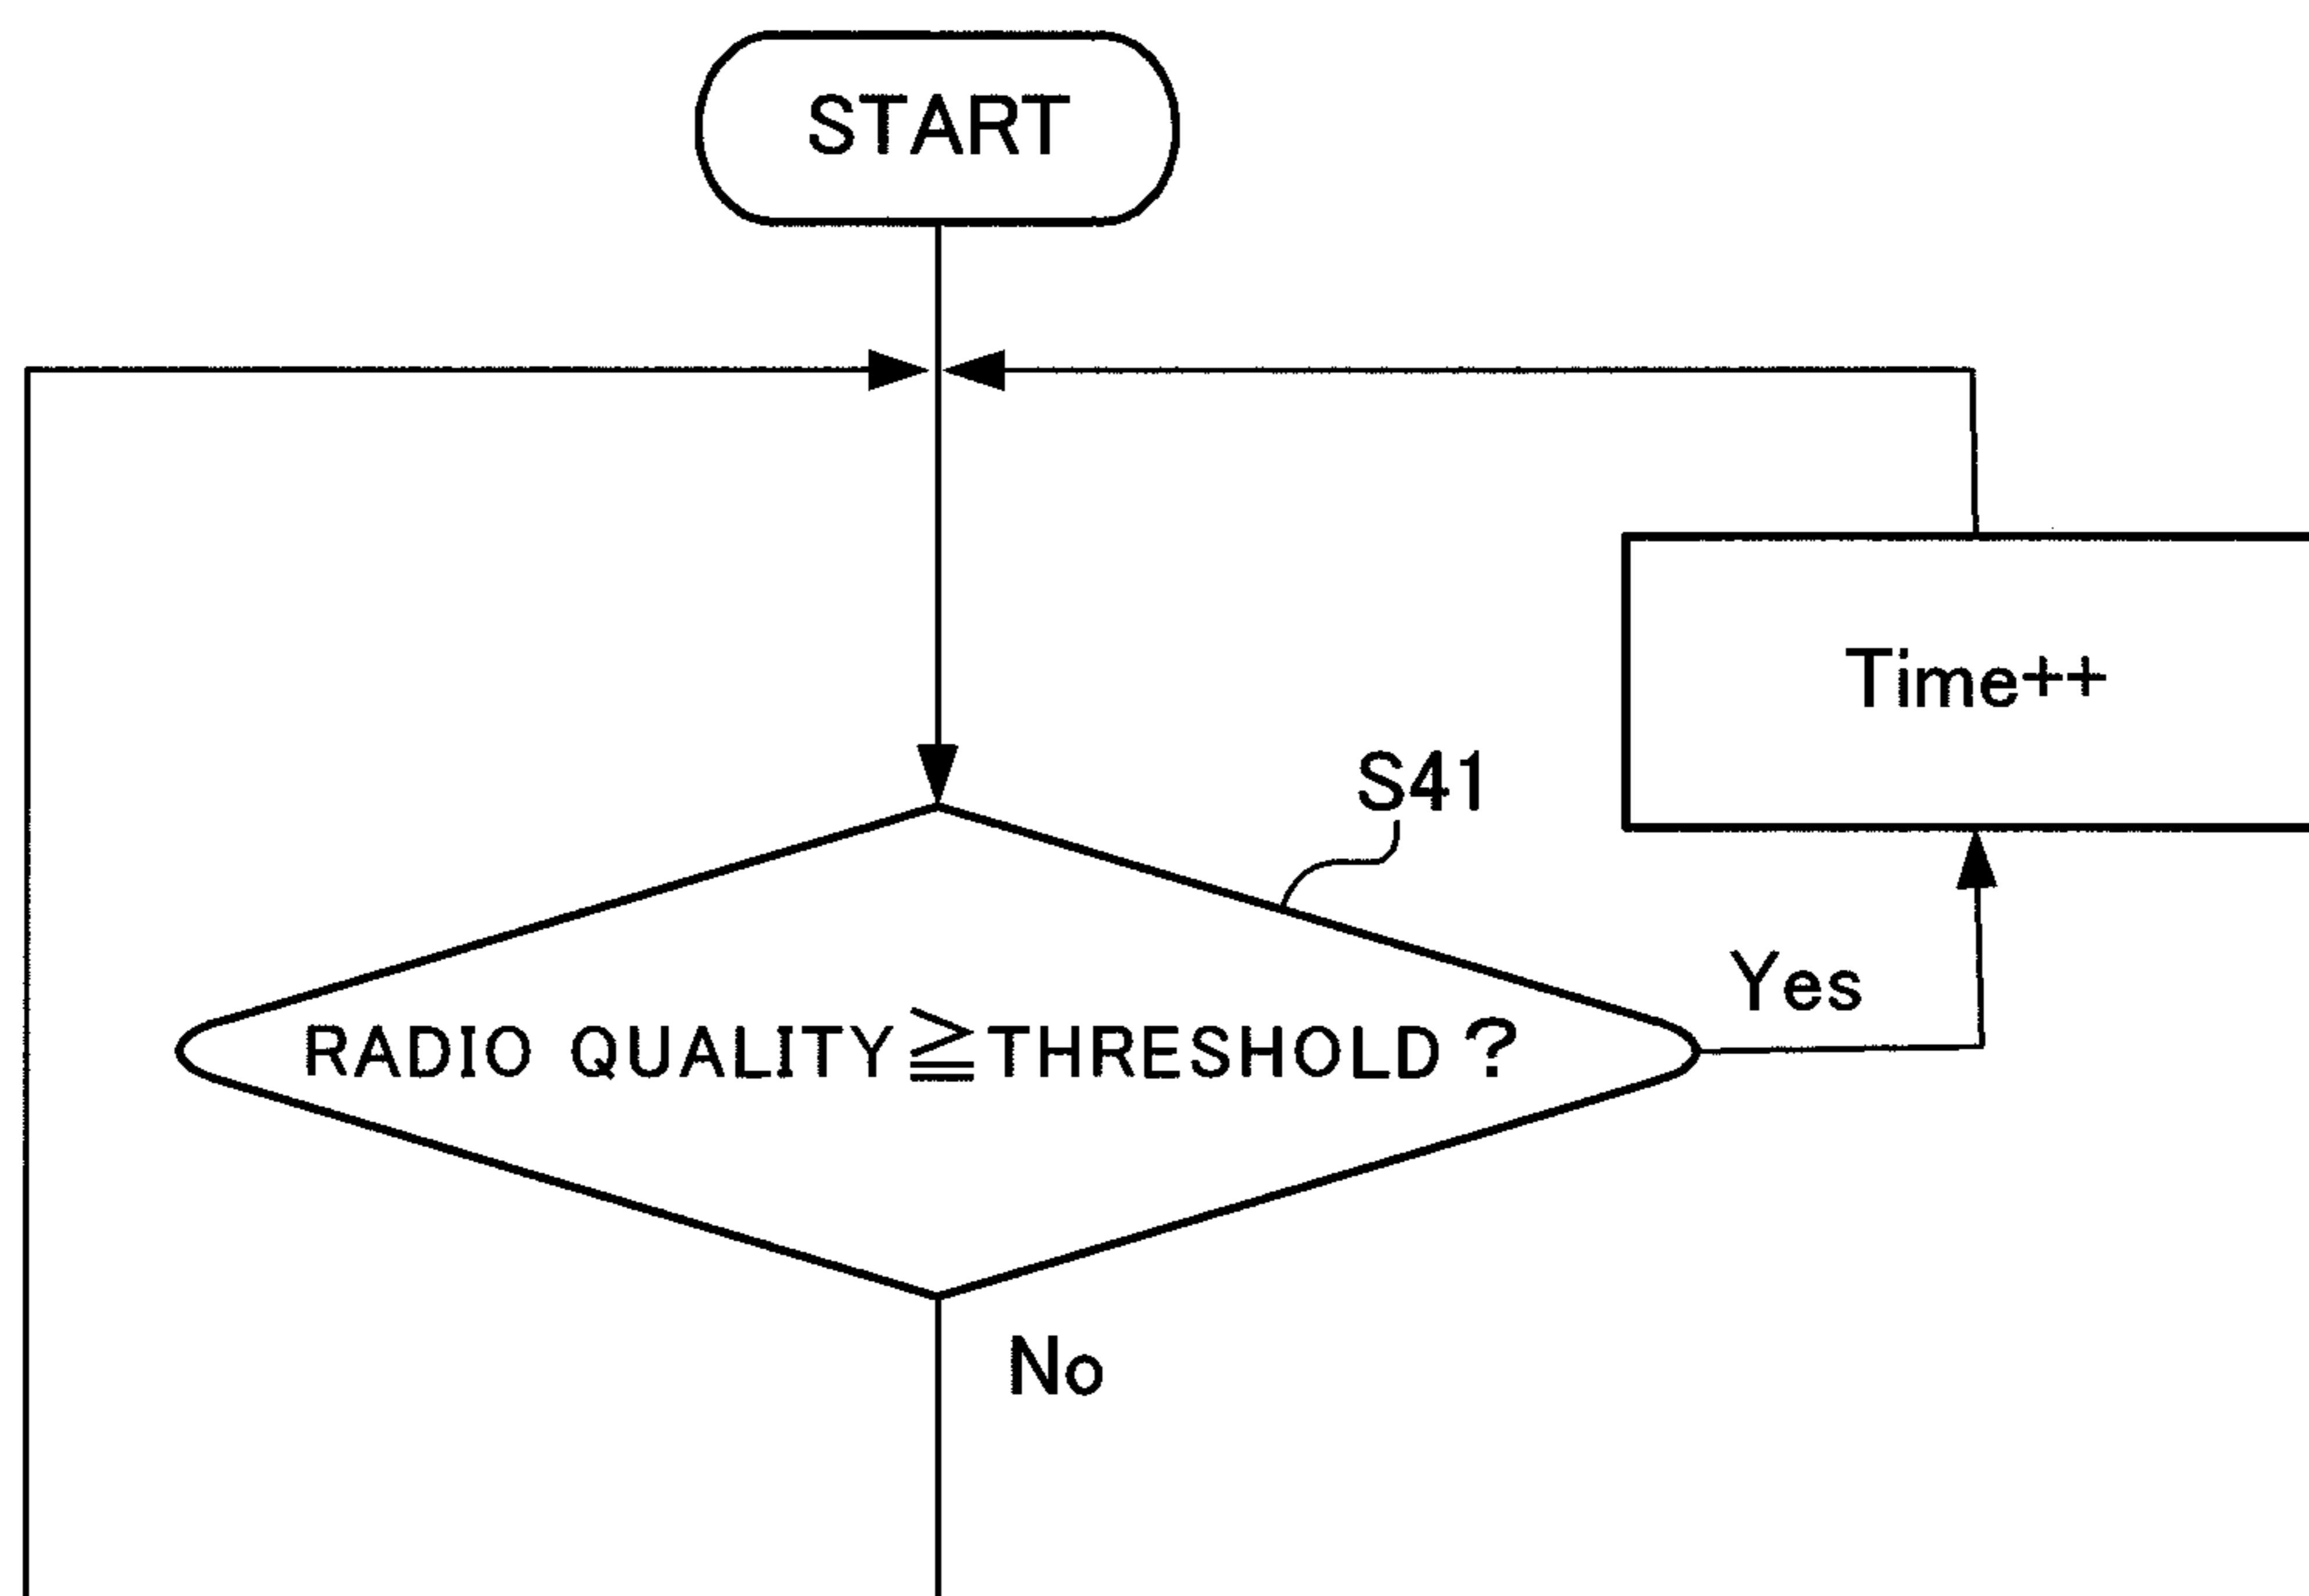 START
Time++
S41
Yes
RADIO QUALITY≧THRESHOLD?
No